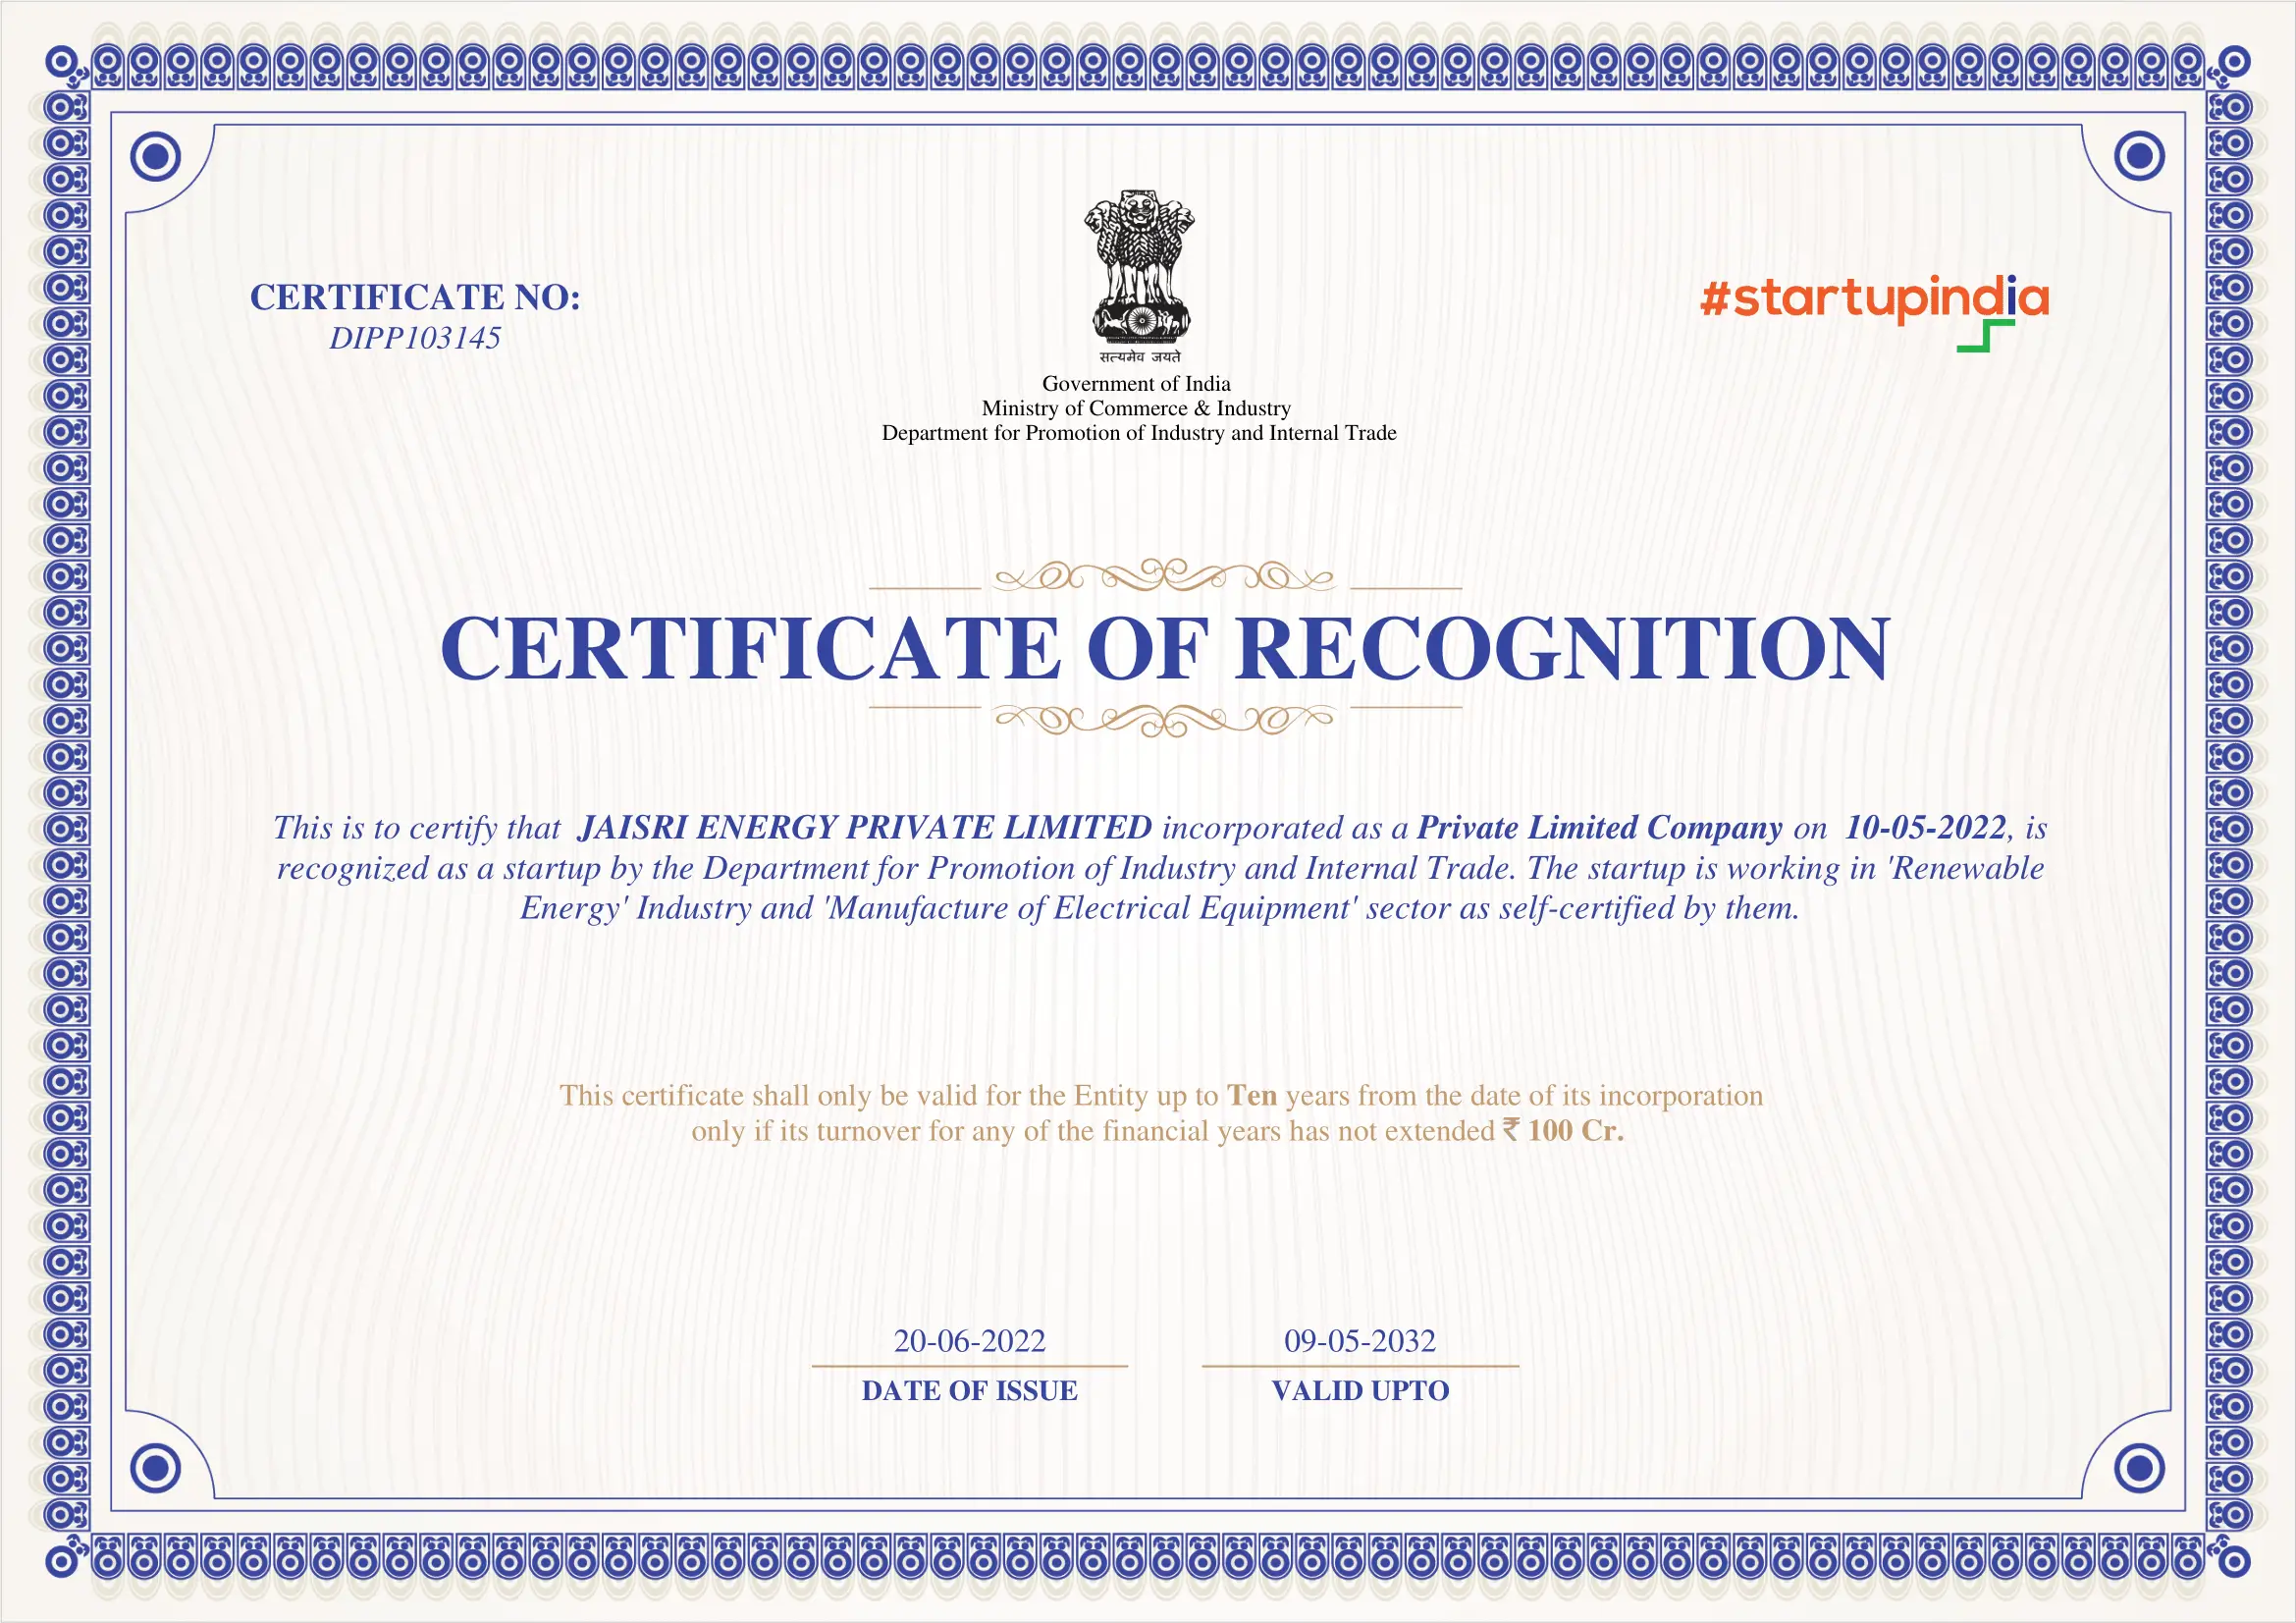 CERTIFICATE NO:
DIPP103145
सत्यमेव जयते
#startupindia
Government of India
Ministry of Commerce & Industry
Department for Promotion of Industry and Internal Trade
CERTIFICATE OF RECOGNITION
This is to certify that JAISRI ENERGY PRIVATE LIMITED incorporated as a Private Limited Company on 10-05-2022, is
recognized as a startup by the Department for Promotion of Industry and Internal Trade. The startup is working in 'Renewable
Energy' Industry and 'Manufacture of Electrical Equipment' sector as self-certified by them.
This certificate shall only be valid for the Entity up to Ten years from the date of its incorporation
only if its turnover for any of the financial years has not extended ₹ 100 Cr.
20-06-2022
DATE OF ISSUE
09-05-2032
VALID UPTO